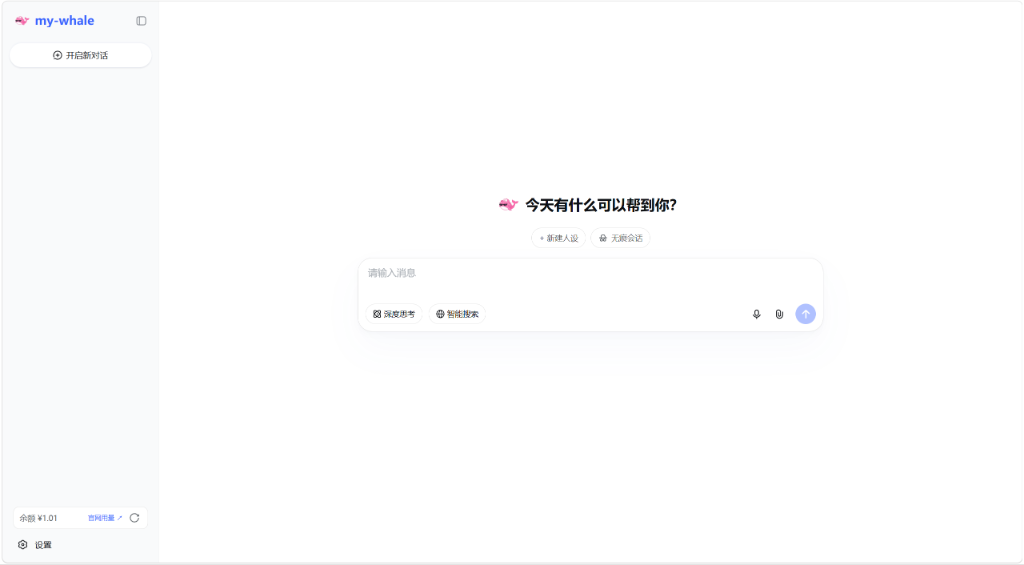 my-whale
开启新对话
今天有什么可以帮到你?
+ 新建人设
无痕会话
请输入消息
深度思考
智能搜索
余额 ¥1.01
官网用量 ↗
设置